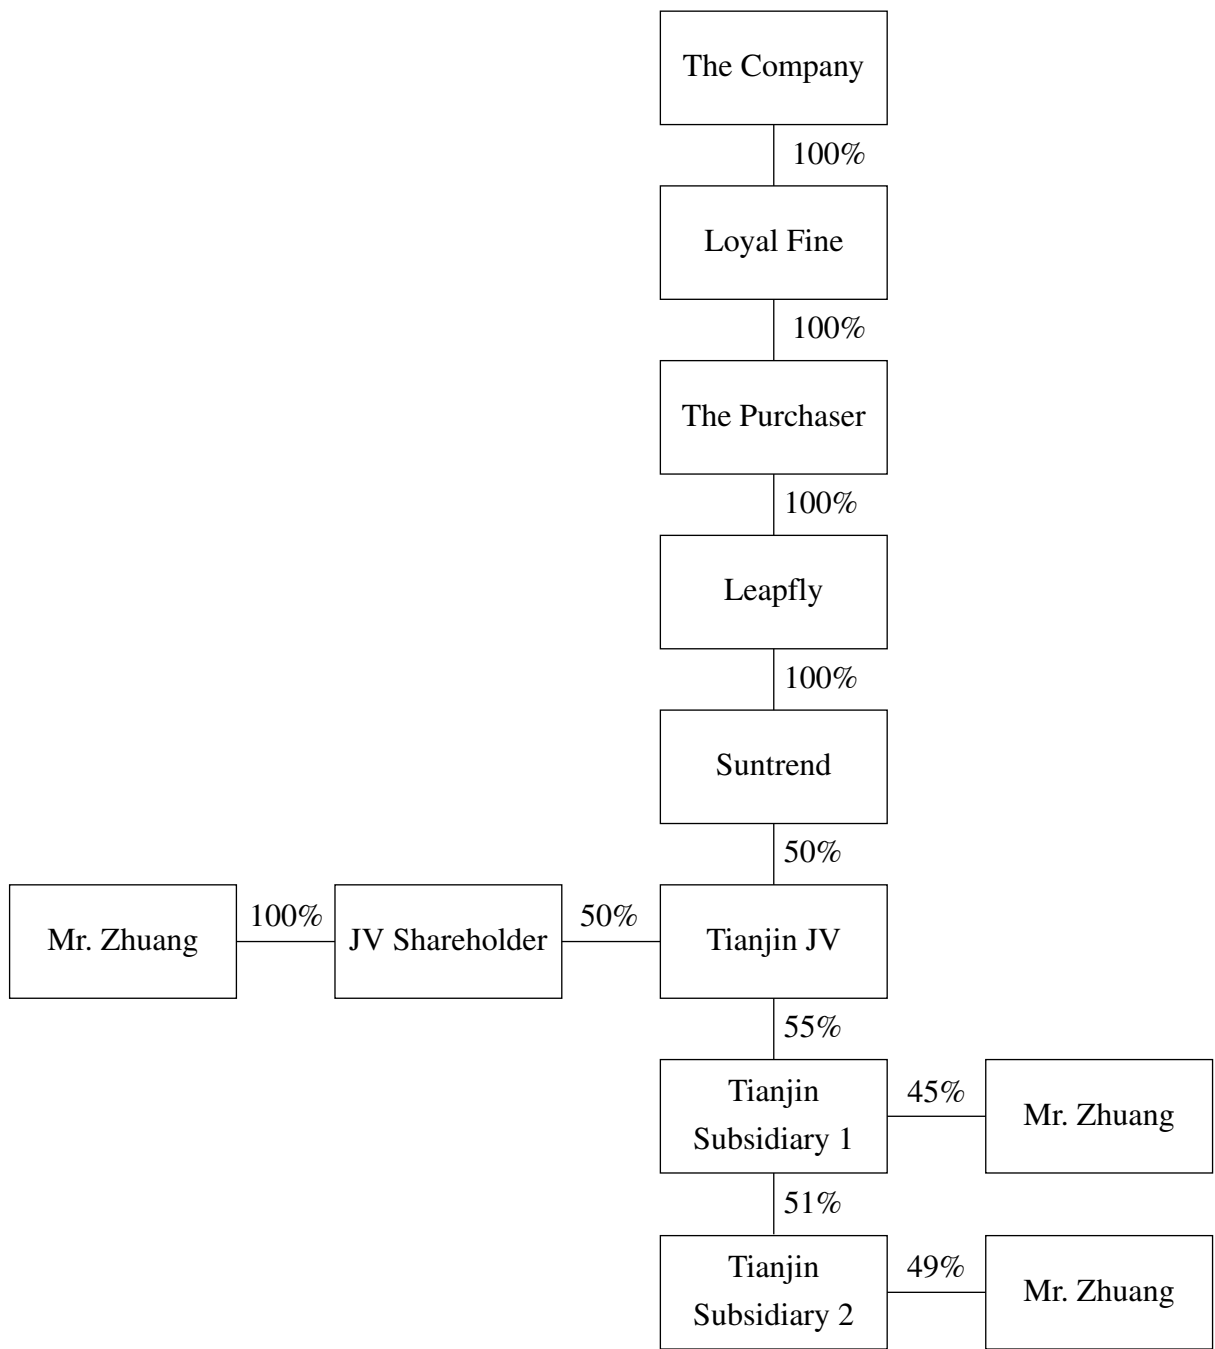 The Company
100%
Loyal Fine
100%
The Purchaser
100%
Leapfly
100%
Suntrend
50%
Mr. Zhuang
100%
JV Shareholder
50%
Tianjin JV
55%
Tianjin
Subsidiary 1
45%
Mr. Zhuang
51%
Tianjin
Subsidiary 2
49%
Mr. Zhuang